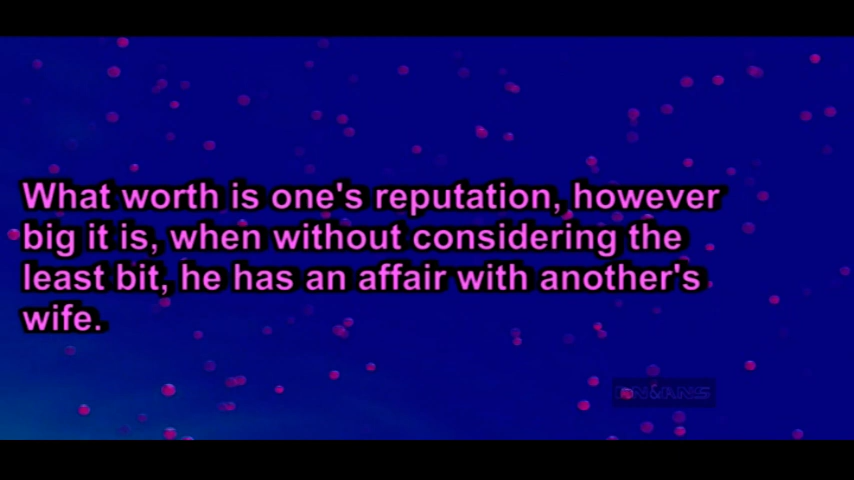 What worth is one's reputation, however
big it is, when without considering the
least bit, he has an affair with another's
wife.